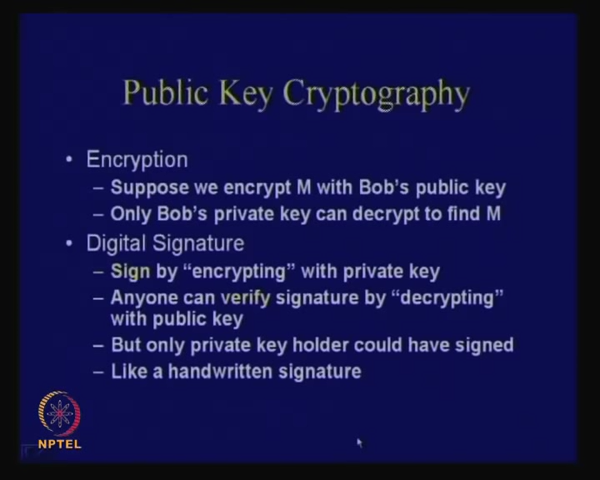 Public Key Cryptography
• Encryption
– Suppose we encrypt M with Bob's public key
– Only Bob's private key can decrypt to find M
• Digital Signature
– Sign by “encrypting” with private key
– Anyone can verify signature by “decrypting”
with public key
– But only private key holder could have signed
– Like a handwritten signature
NPTEL